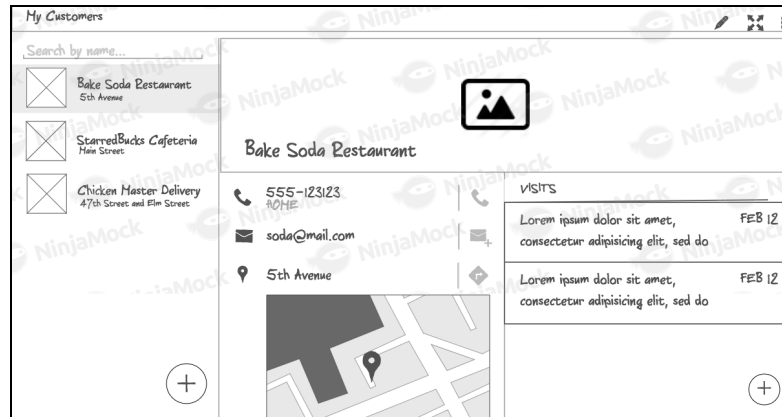 My Customers
Search by name...
Bake Soda Restaurant
5th Avenue
StarredBucks Cafeteria
Main Street
Chicken Master Delivery
47th Street and Elm Street
Bake Soda Restaurant
555-123123
HOME
soda@mail.com
5th Avenue
VISITS
Lorem ipsum dolor sit amet,
consectetur adipisicing elit, sed do
FEB 12
Lorem ipsum dolor sit amet,
consectetur adipisicing elit, sed do
FEB 12
NinjaMock